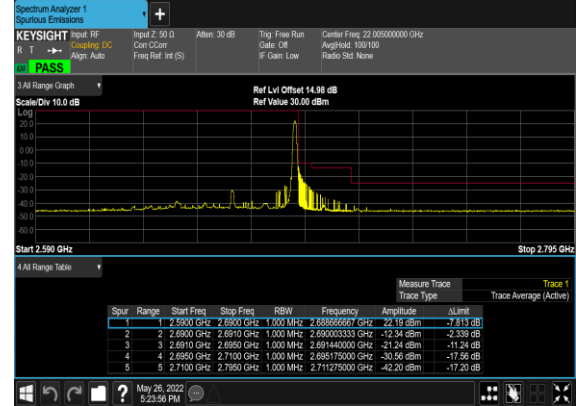 Spectrum Analyzer 1
Spurious Emissions
+
KEYSIGHT Input: RF Input Z: 50 Ω Atten: 30 dB Trig: Free Run Center Freq: 22.005000000 GHz
R T Coupling: DC Corr CCorr Gate: Off Avg|Hold: 100/100
Align: Auto Freq Ref: Int (S) IF Gain: Low Radio Std: None
LXI PASS
3 All Range Graph
Ref Lvl Offset 14.98 dB
Scale/Div 10.0 dB Ref Value 30.00 dBm
Log
20.0
10.0
0.00
-10.0
-20.0
-30.0
-40.0
-50.0
-60.0
Start 2.590 GHz Stop 2.795 GHz
4 All Range Table
Measure Trace Trace 1
Trace Type Trace Average (Active)
Spur Range Start Freq Stop Freq RBW Frequency Amplitude ΔLimit
1 1 2.5900 GHz 2.6900 GHz 1.000 MHz 2.688666667 GHz 22.19 dBm -7.813 dB
2 2 2.6900 GHz 2.6910 GHz 1.000 MHz 2.690003333 GHz -12.34 dBm -2.339 dB
3 3 2.6910 GHz 2.6950 GHz 1.000 MHz 2.691440000 GHz -21.24 dBm -11.24 dB
4 4 2.6950 GHz 2.7100 GHz 1.000 MHz 2.695175000 GHz -30.56 dBm -17.56 dB
5 5 2.7100 GHz 2.7950 GHz 1.000 MHz 2.711275000 GHz -42.20 dBm -17.20 dB
? May 26, 2022
5:23:56 PM